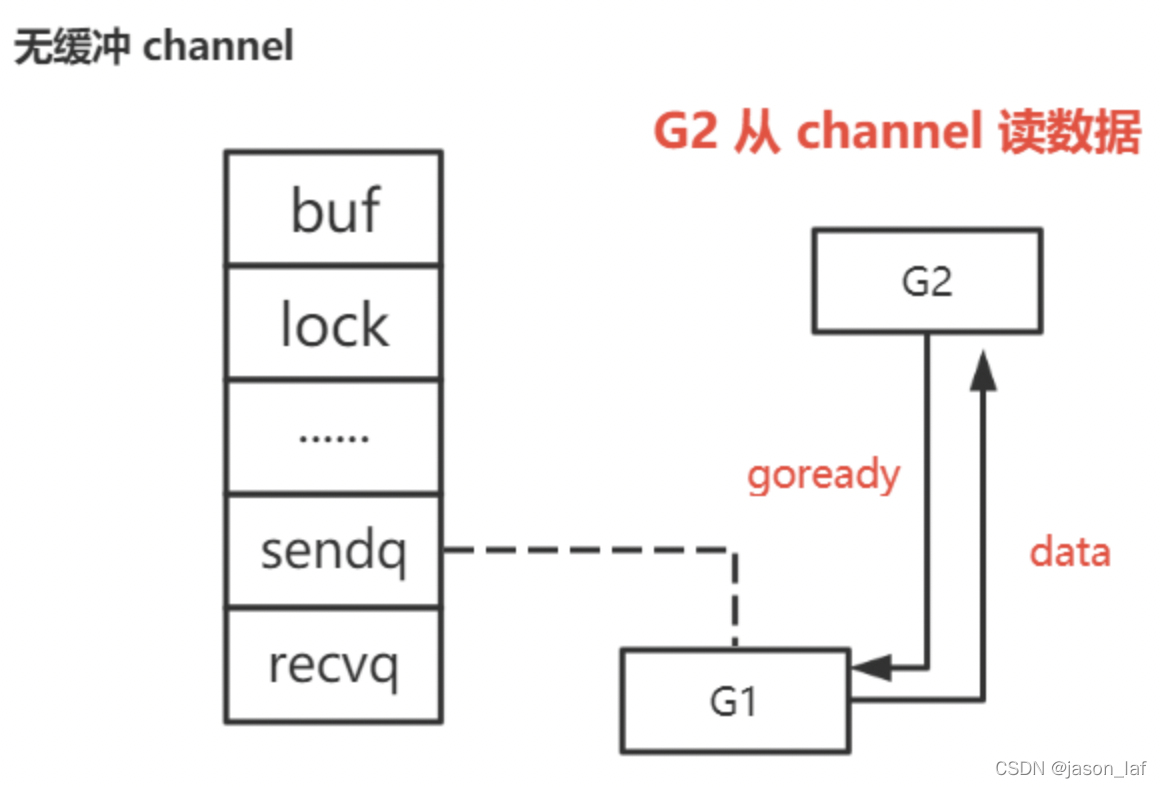 无缓冲 channel
G2 从 channel 读数据
buf
lock
······
sendq
recvq
G2
goready
data
G1
CSDN @jason_laf